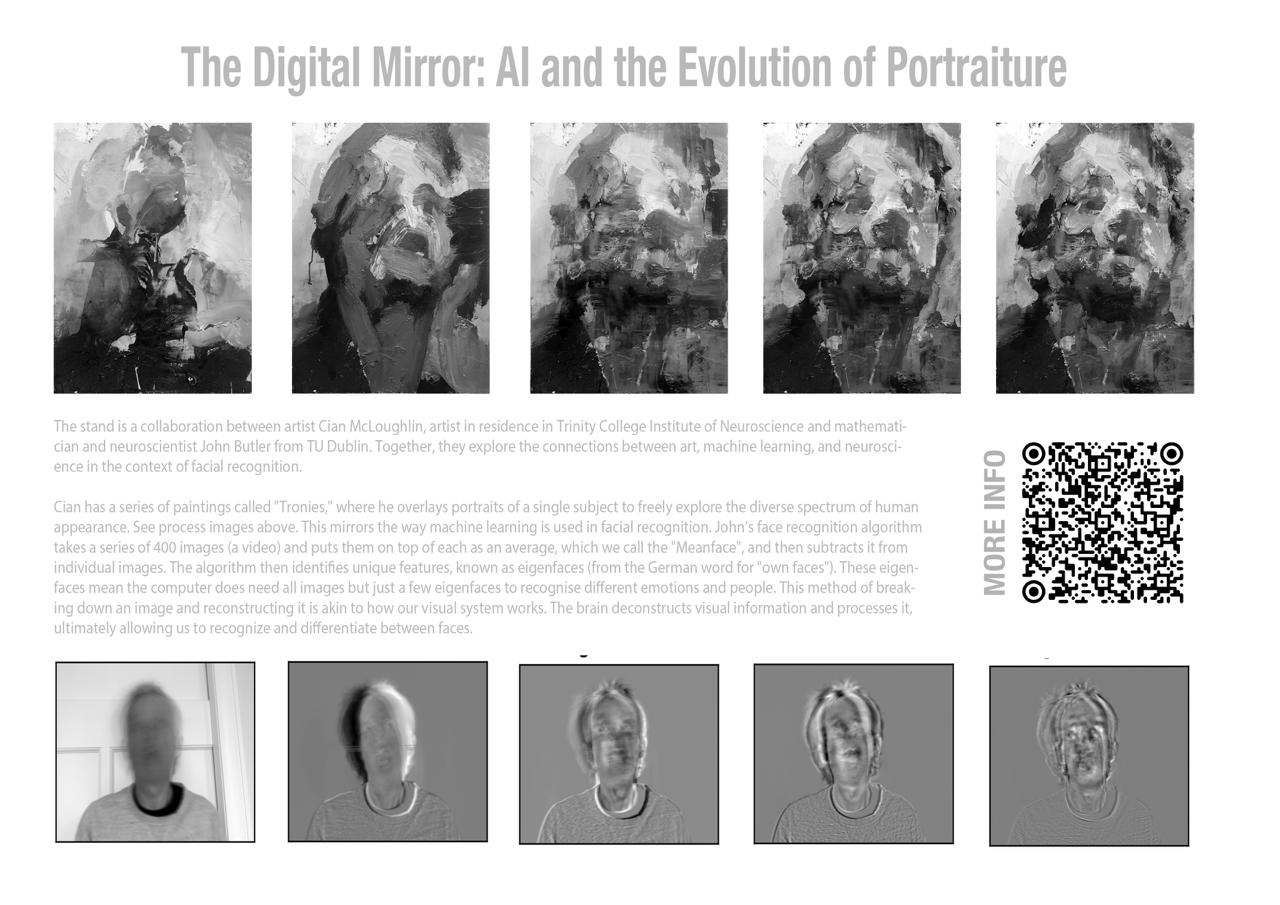 The Digital Mirror: AI and the Evolution of Portraiture
The stand is a collaboration between artist Cian McLoughlin, artist in residence in Trinity College Institute of Neuroscience and mathemati-
cian and neuroscientist John Butler from TU Dublin. Together, they explore the connections between art, machine learning, and neurosci-
ence in the context of facial recognition.
Cian has a series of paintings called "Tronies," where he overlays portraits of a single subject to freely explore the diverse spectrum of human
appearance. See process images above. This mirrors the way machine learning is used in facial recognition. John's face recognition algorithm
takes a series of 400 images (a video) and puts them on top of each as an average, which we call the "Meanface", and then subtracts it from
individual images. The algorithm then identifies unique features, known as eigenfaces (from the German word for "own faces"). These eigen-
faces mean the computer does need all images but just a few eigenfaces to recognise different emotions and people. This method of break-
ing down an image and reconstructing it is akin to how our visual system works. The brain deconstructs visual information and processes it,
ultimately allowing us to recognize and differentiate between faces.
MORE INFO